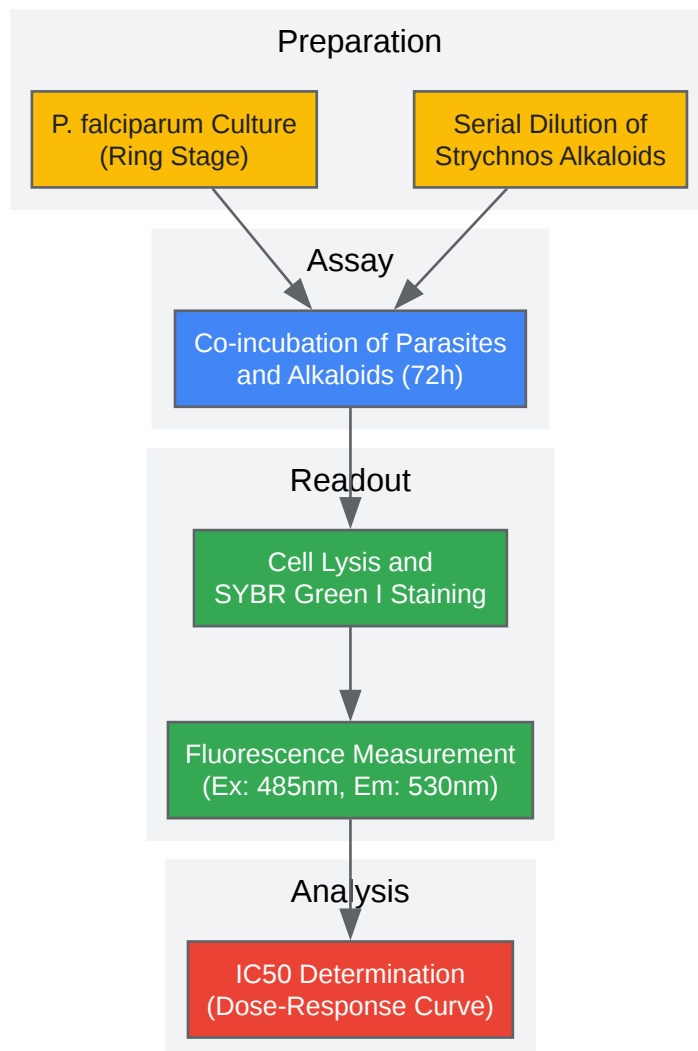 Preparation
P. falciparum Culture
(Ring Stage)
Serial Dilution of
Strychnos Alkaloids
Assay
Co-incubation of Parasites
and Alkaloids (72h)
Readout
Cell Lysis and
SYBR Green I Staining
Fluorescence Measurement
(Ex: 485nm, Em: 530nm)
Analysis
IC50 Determination
(Dose-Response Curve)